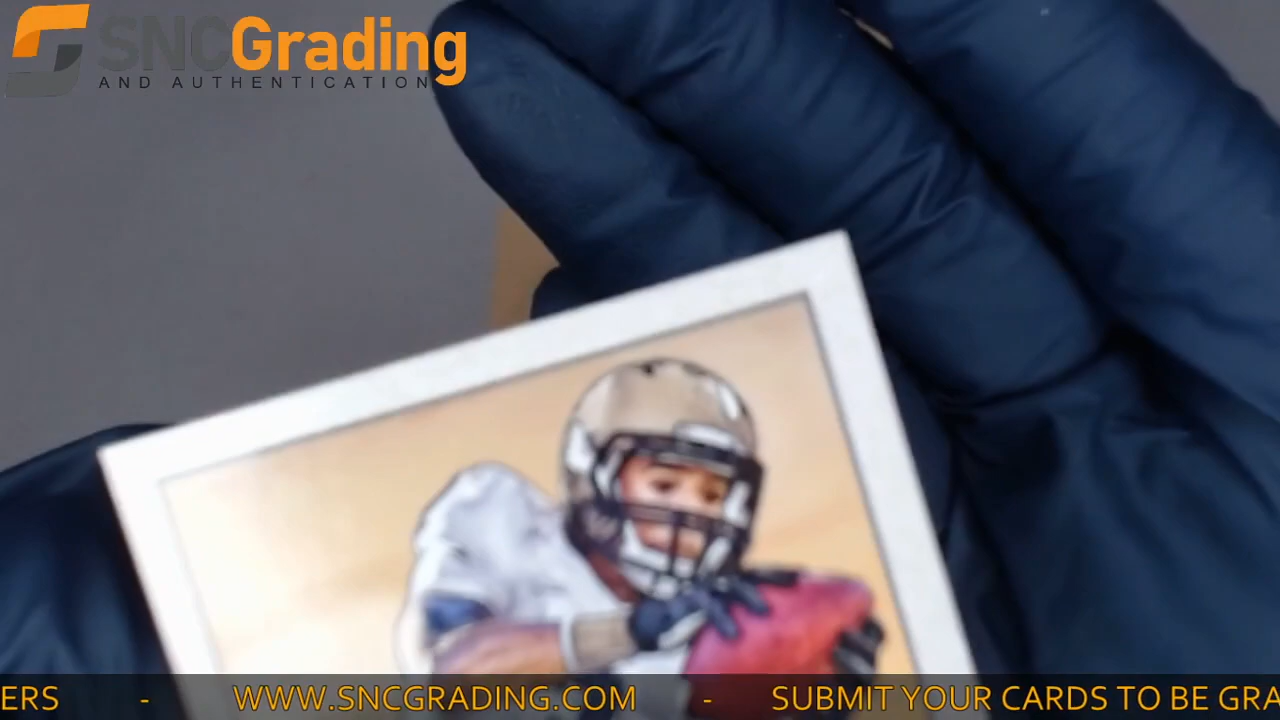 SNCGrading
AND AUTHENTICATION
ERS - WWW.SNCGRADING.COM - SUBMIT YOUR CARDS TO BE GRA